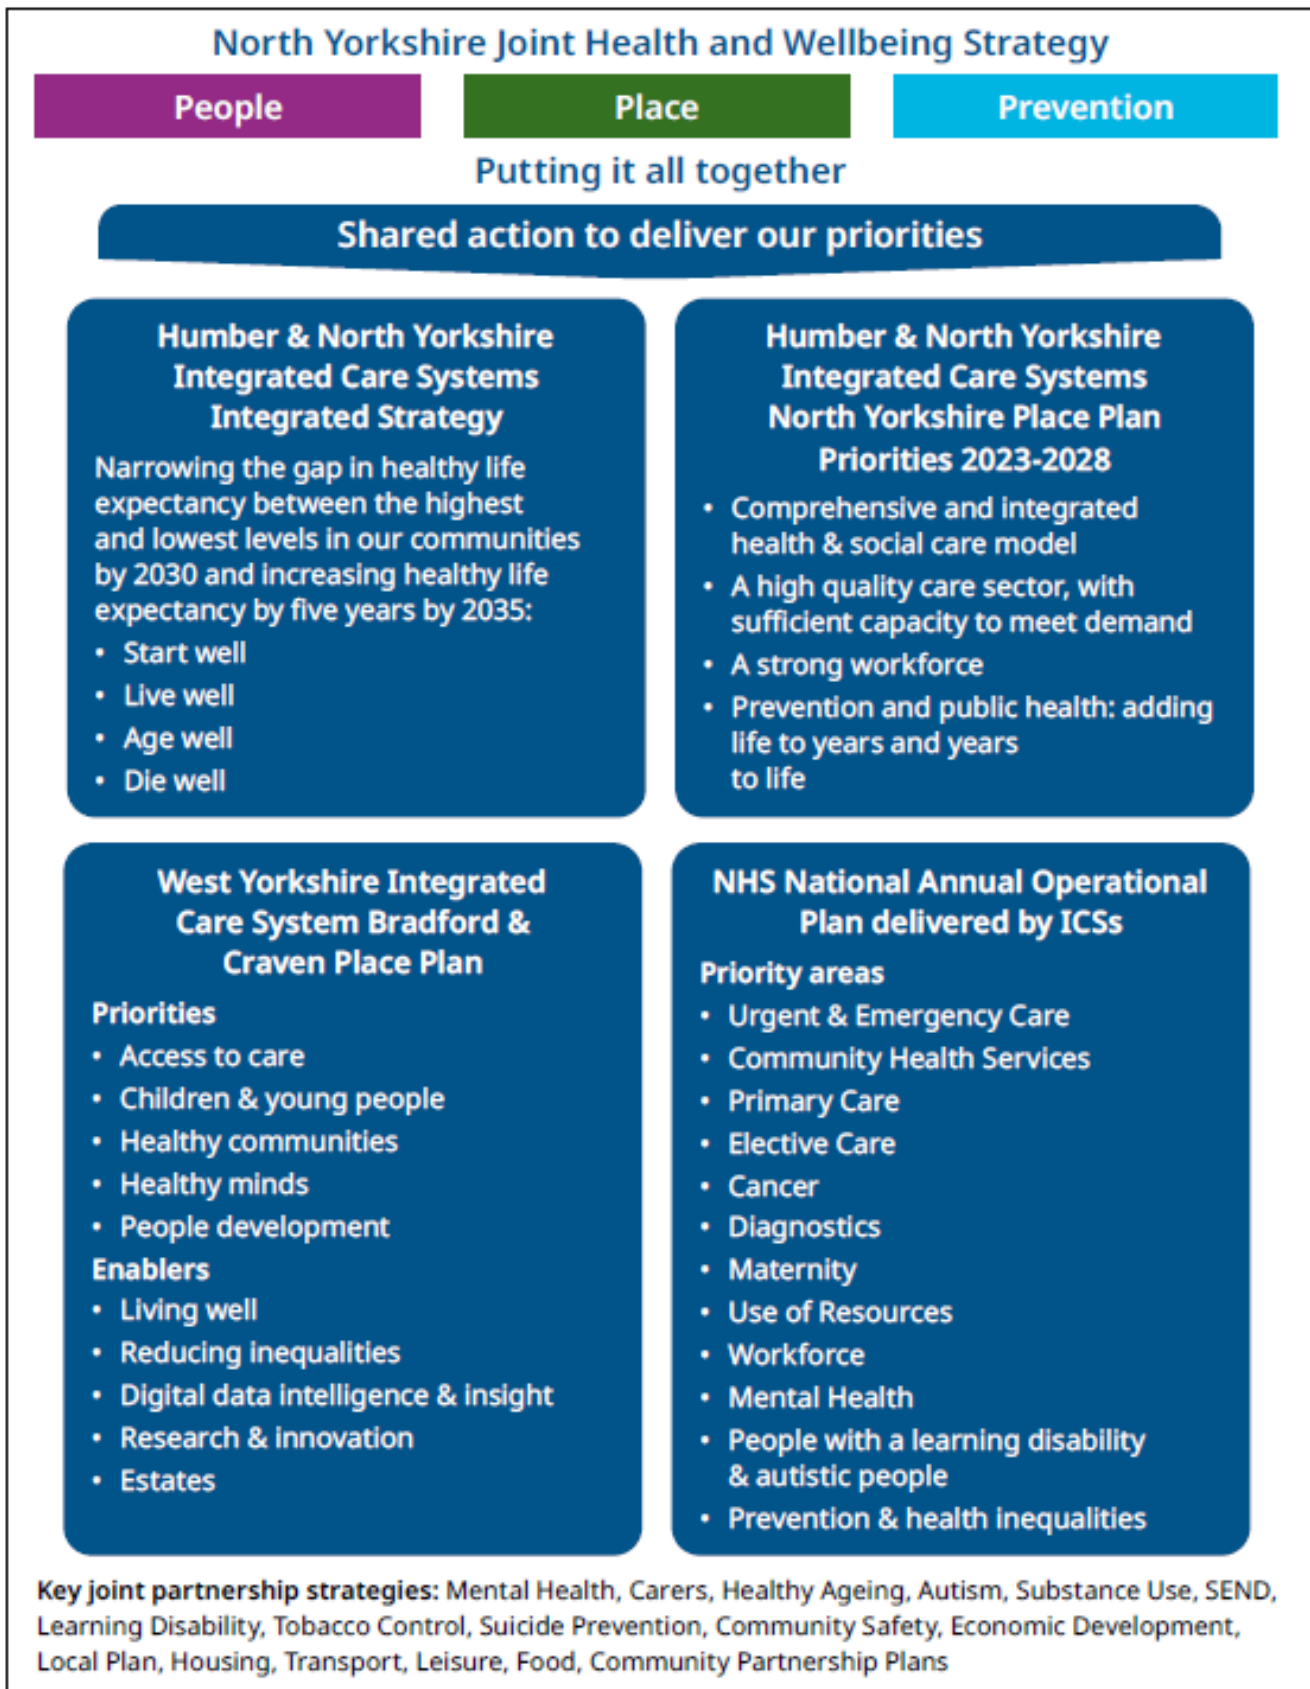 North Yorkshire Joint Health and Wellbeing Strategy
People
Place
Prevention
Putting it all together
Shared action to deliver our priorities
Humber & North Yorkshire
Integrated Care Systems
Integrated Strategy
Narrowing the gap in healthy life
expectancy between the highest
and lowest levels in our communities
by 2030 and increasing healthy life
expectancy by five years by 2035:
• Start well
• Live well
• Age well
• Die well
Humber & North Yorkshire
Integrated Care Systems
North Yorkshire Place Plan
Priorities 2023-2028
• Comprehensive and integrated
health & social care model
• A high quality care sector, with
sufficient capacity to meet demand
• A strong workforce
• Prevention and public health: adding
life to years and years
to life
West Yorkshire Integrated
Care System Bradford &
Craven Place Plan
Priorities
• Access to care
• Children & young people
• Healthy communities
• Healthy minds
• People development
Enablers
• Living well
• Reducing inequalities
• Digital data intelligence & insight
• Research & innovation
• Estates
NHS National Annual Operational
Plan delivered by ICSs
Priority areas
• Urgent & Emergency Care
• Community Health Services
• Primary Care
• Elective Care
• Cancer
• Diagnostics
• Maternity
• Use of Resources
• Workforce
• Mental Health
• People with a learning disability
& autistic people
• Prevention & health inequalities
Key joint partnership strategies: Mental Health, Carers, Healthy Ageing, Autism, Substance Use, SEND,
Learning Disability, Tobacco Control, Suicide Prevention, Community Safety, Economic Development,
Local Plan, Housing, Transport, Leisure, Food, Community Partnership Plans